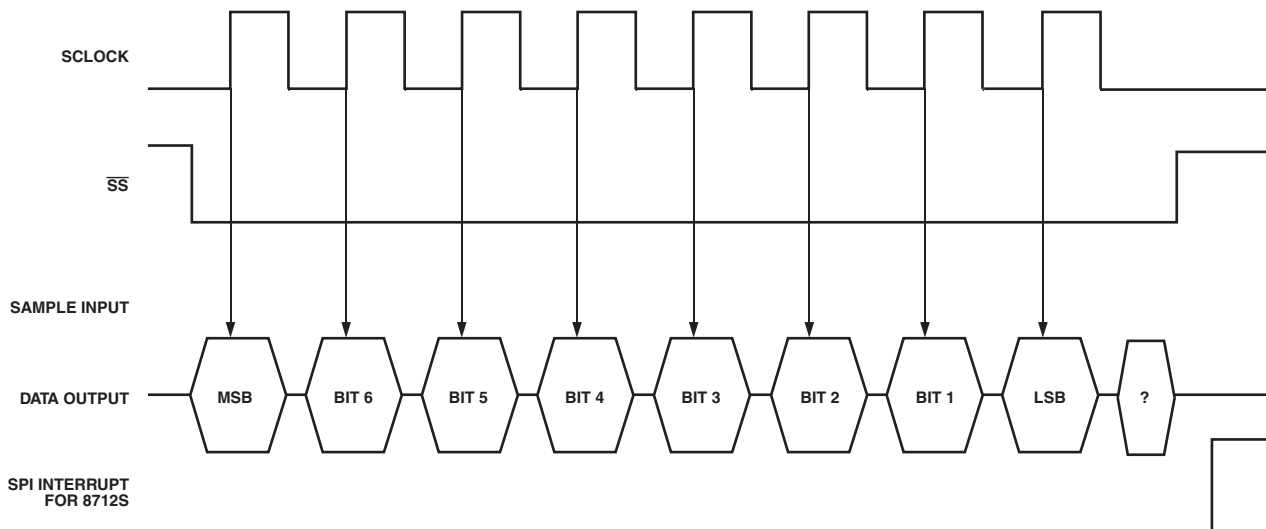 SCLOCK
SS
SAMPLE INPUT
DATA OUTPUT
MSB
BIT 6
BIT 5
BIT 4
BIT 3
BIT 2
BIT 1
LSB
?
SPI INTERRUPT
FOR 8712S